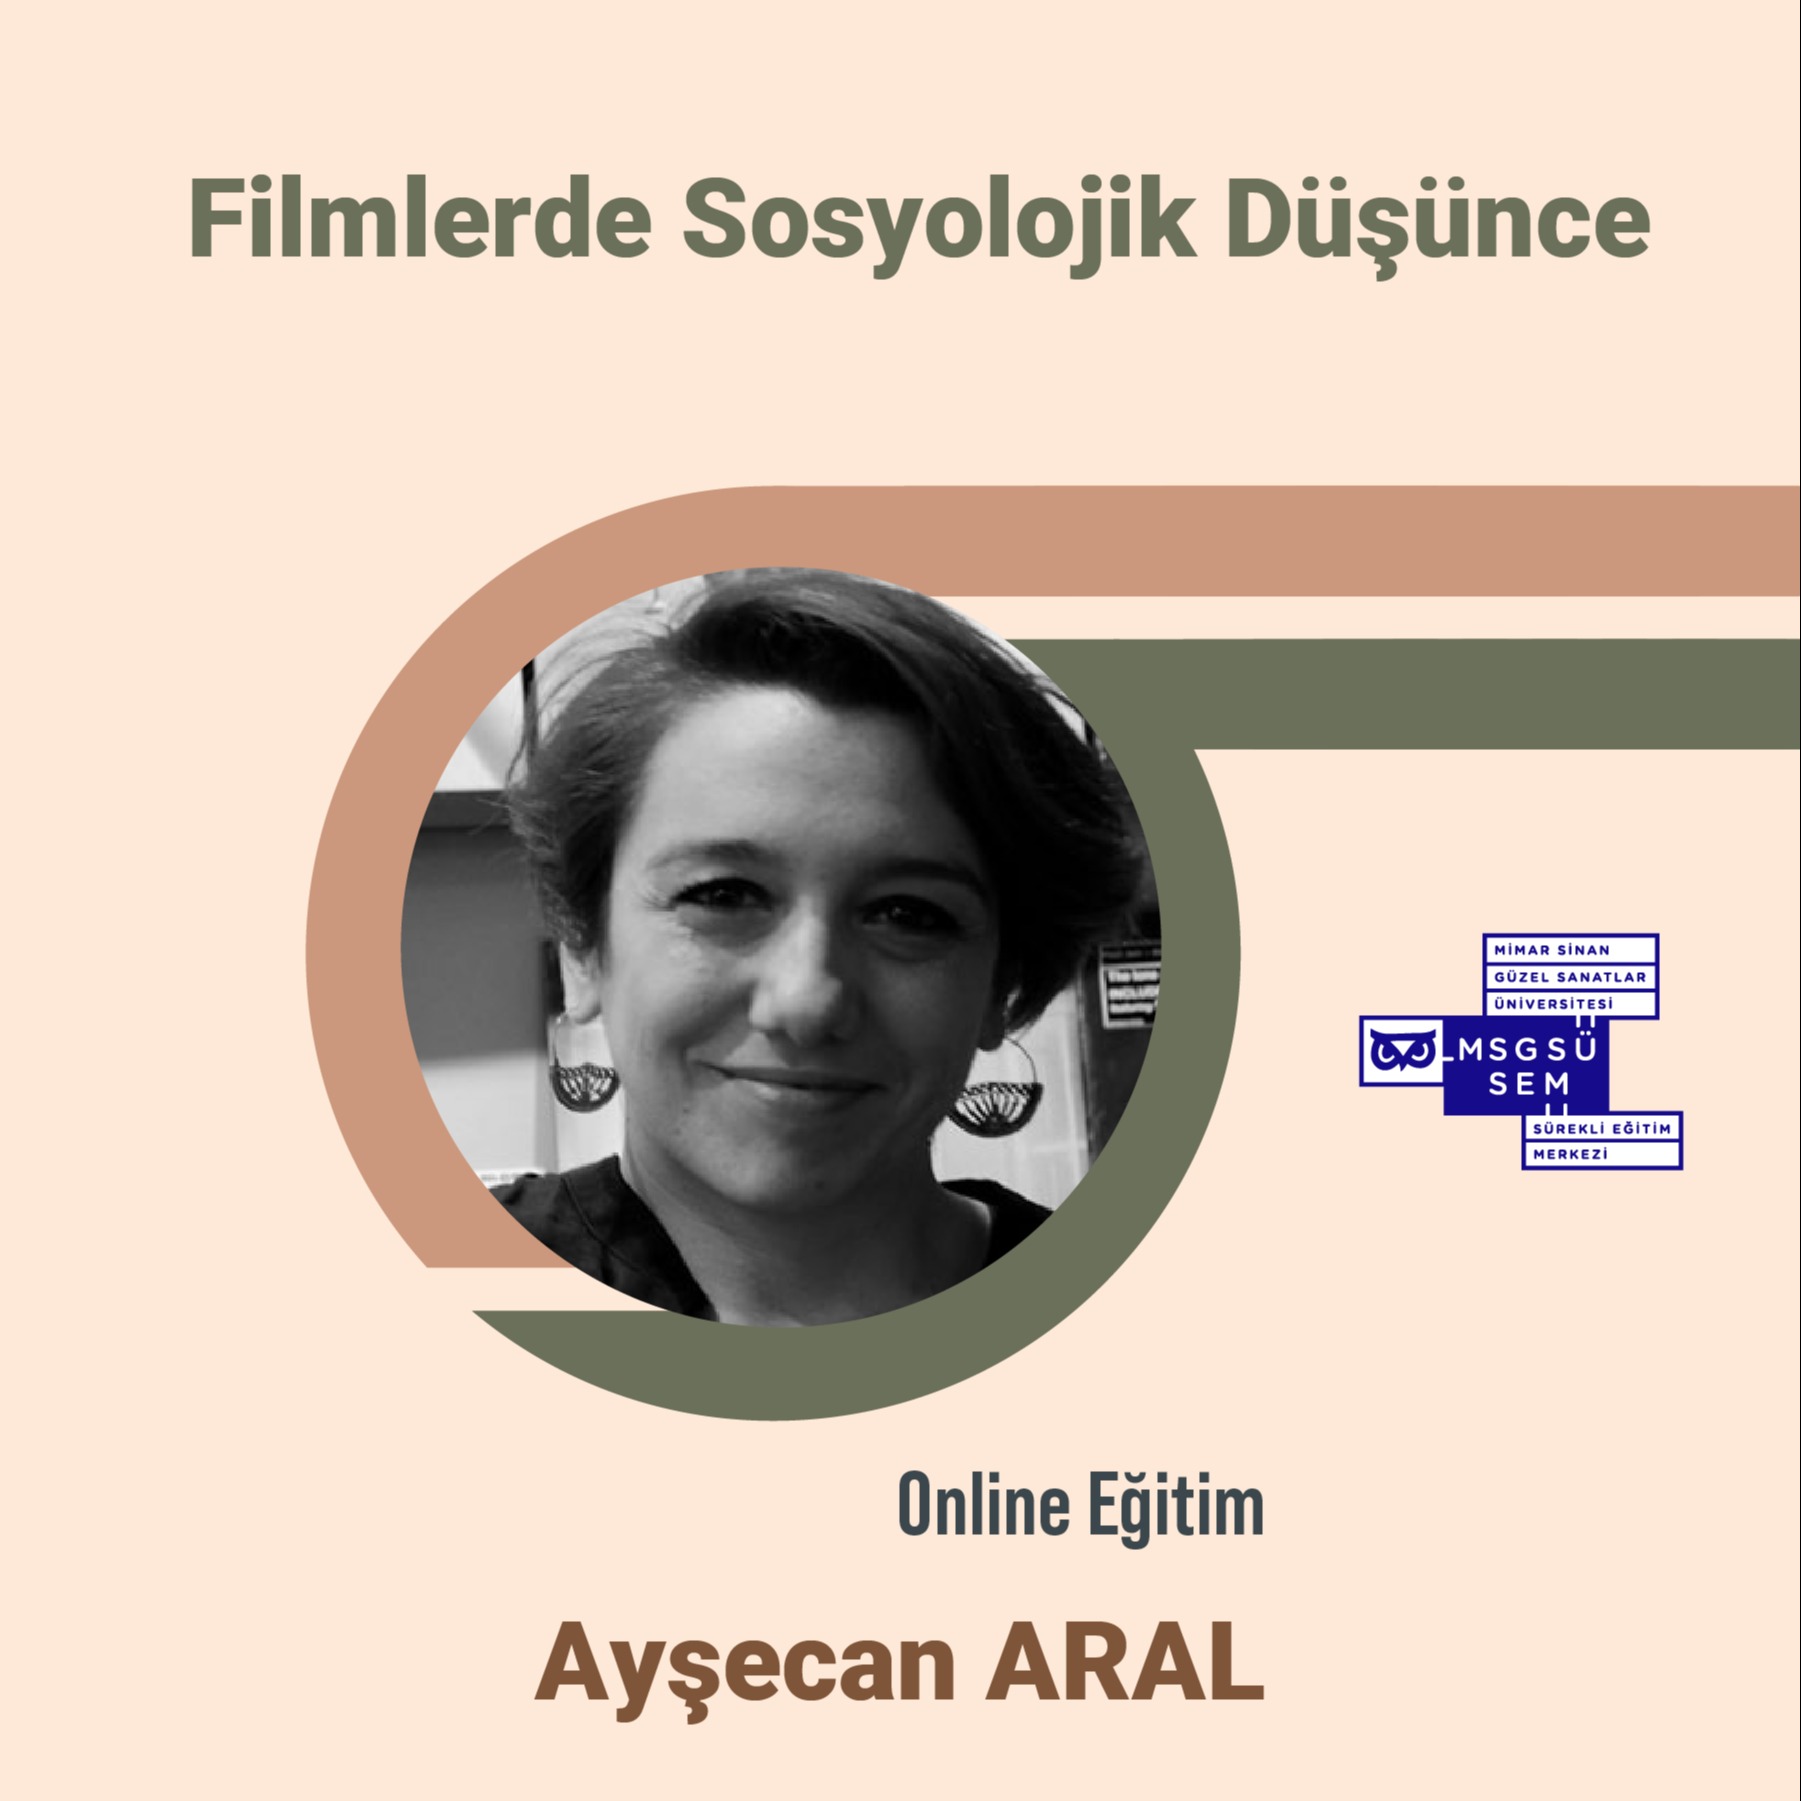 Filmlerde Sosyolojik Düşünce
MİMAR SİNAN
GÜZEL SANATLAR
ÜNİVERSİTESİ
MSGSÜ
SEM
SÜREKLİ EĞİTİM
MERKEZİ
Online Eğitim
Ayşecan ARAL